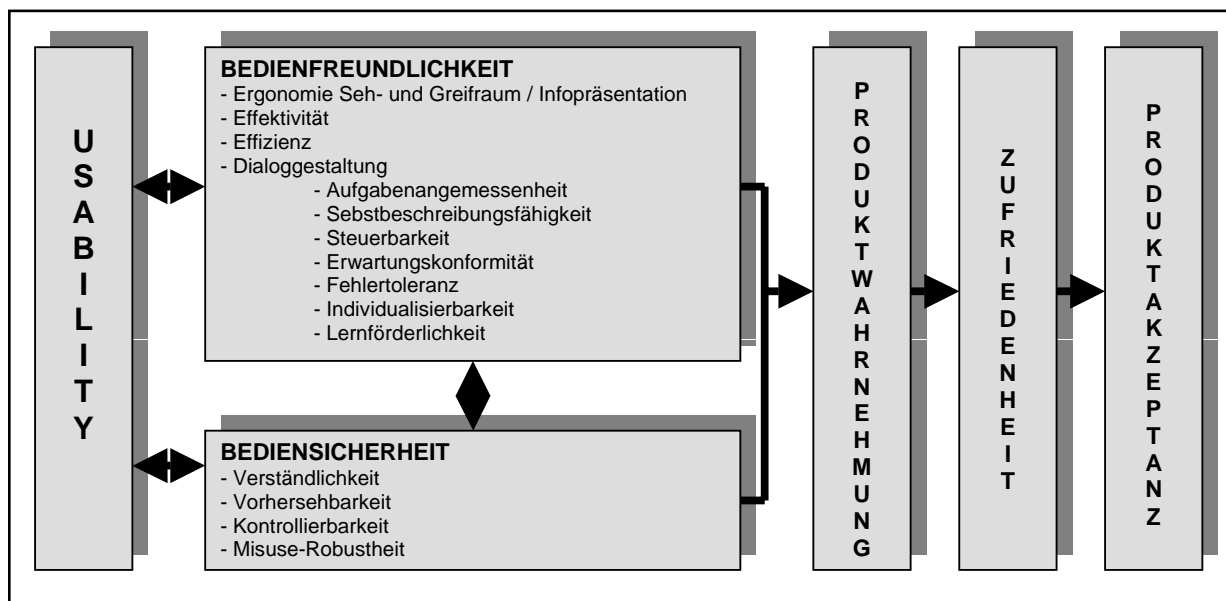 USABILITY
BEDIENFREUNDLICHKEIT
- Ergonomie Seh- und Greifraum / Infopräsentation
- Effektivität
- Effizienz
- Dialoggestaltung
- Aufgabenangemessenheit
- Sebstbeschreibungsfähigkeit
- Steuerbarkeit
- Erwartungskonformität
- Fehlertoleranz
- Individualisierbarkeit
- Lernförderlichkeit
BEDIENSICHERHEIT
- Verständlichkeit
- Vorhersehbarkeit
- Kontrollierbarkeit
- Misuse-Robustheit
PRODUKTWAHRNEHMUNG
ZUFRIEDENHEIT
PRODUKTAKZEPTANZ